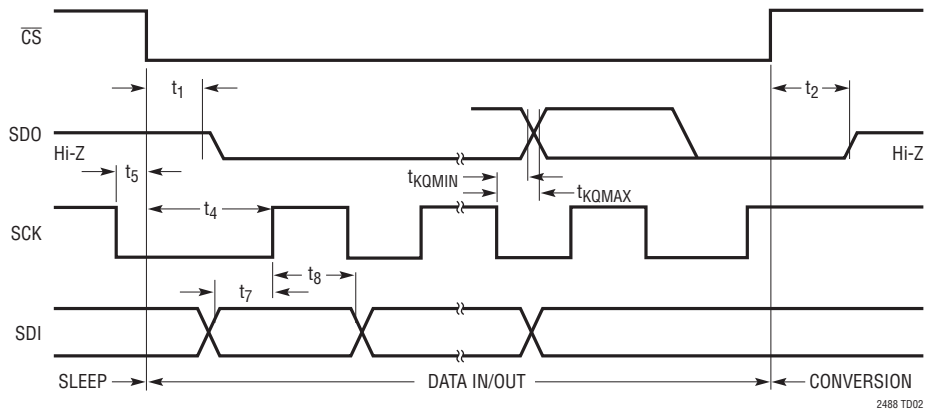 CS
t1
t2
SDO
Hi-Z
Hi-Z
t5
tKQMIN
tKQMAX
t4
SCK
t8
t7
SDI
SLEEP
DATA IN/OUT
CONVERSION
2488 TD02